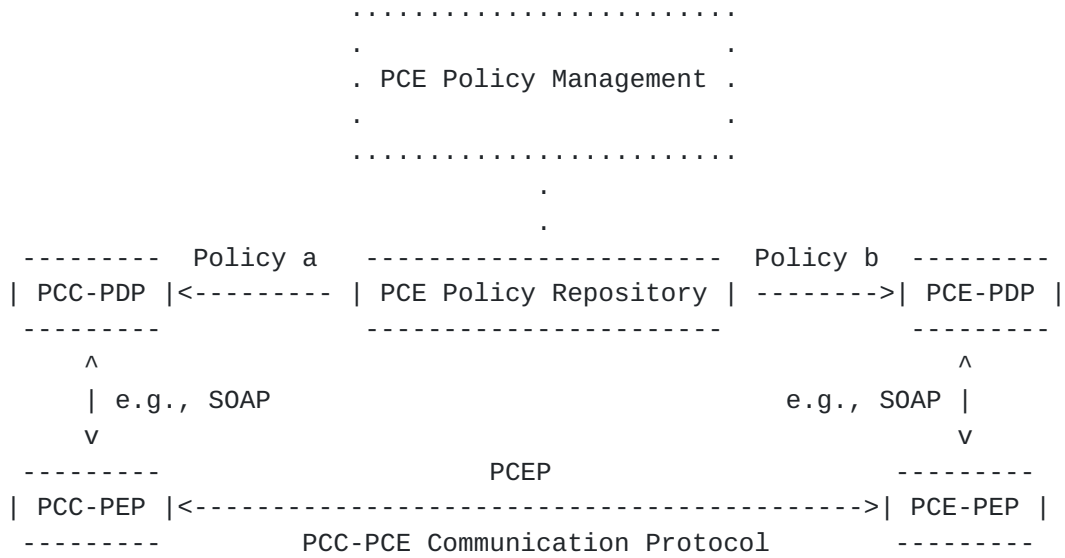 PCE Policy Management
Policy a Policy b
PCC-PDP PCE Policy Repository PCE-PDP
e.g., SOAP e.g., SOAP
PCEP
PCC-PEP PCE-PEP
PCC-PCE Communication Protocol